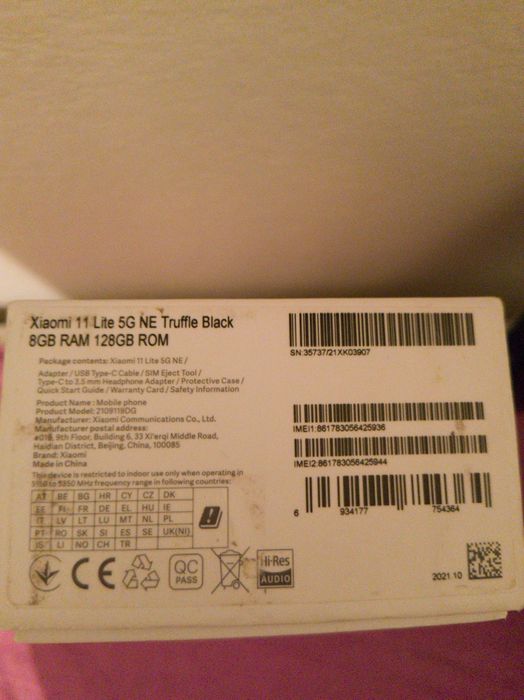 Xiaomi 11 Lite 5G NE Truffle Black
8GB RAM 128GB ROM
Package contents: Xiaomi 11 Lite 5G NE /
Adapter / USB Type-C Cable / SIM Eject Tool /
Type-C to 3.5 mm Headphone Adapter / Protective Case /
Quick Start Guide / Warranty Card / Safety Information
Product Name: Mobile phone
Product Model: 2109119DG
Manufacturer: Xiaomi Communications Co., Ltd.
Manufacturer postal address:
#019, 9th Floor, Building 6, 33 Xi'erqi Middle Road,
Haidian District, Beijing, China, 100085
Brand: Xiaomi
Made in China
This device is restricted to indoor use only when operating in
5150 to 5350 MHz frequency range in following countries:
AT BE BG HR CY CZ DK
EE FI FR DE EL HU IE
IT LV LT LU MT NL PL
PT RO SK SI ES SE UK(NI)
IS LI NO CH TR
CE
QC
PASS
Hi-Res
AUDIO
SN:35737/21XK03907
IMEI1:861783056425936
IMEI2:861783056425944
6 934177 754364
2021.10